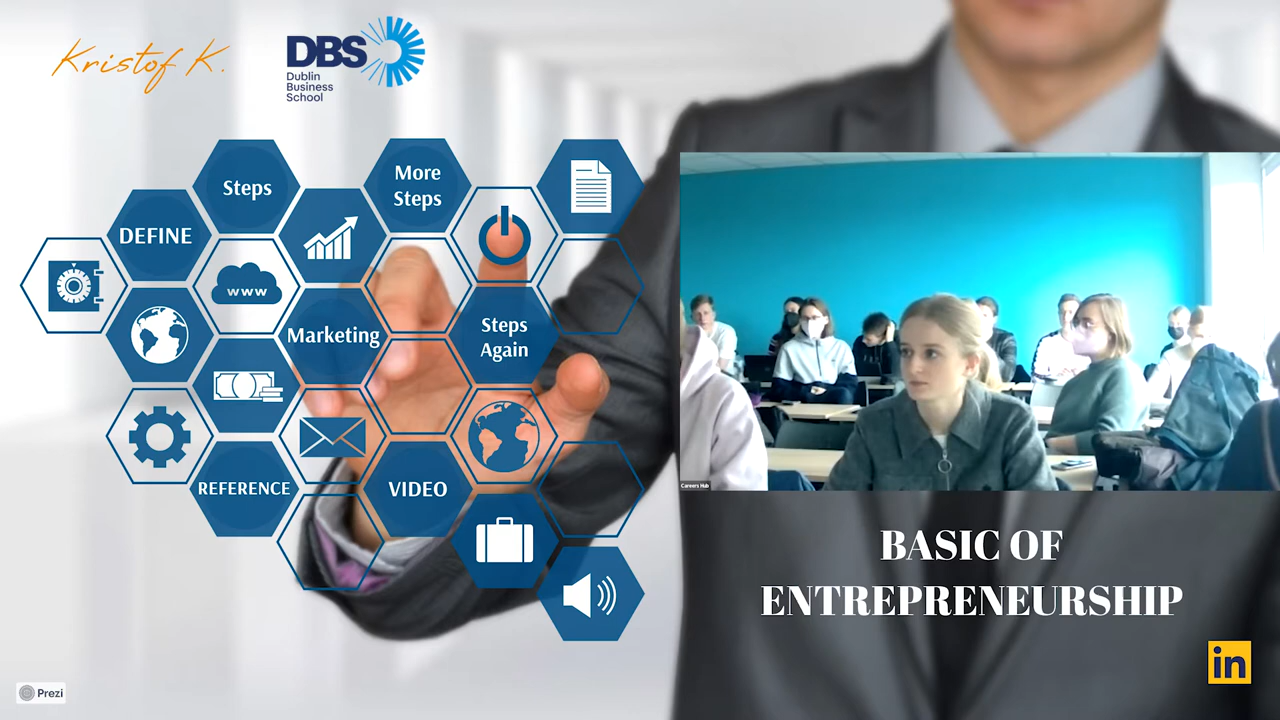 Kristof K.
DBS
Dublin
Business
School
Steps
More
Steps
DEFINE
www
Marketing
Steps
Again
REFERENCE
VIDEO
Careers Hub
BASIC OF
ENTREPRENEURSHIP
in
Prezi